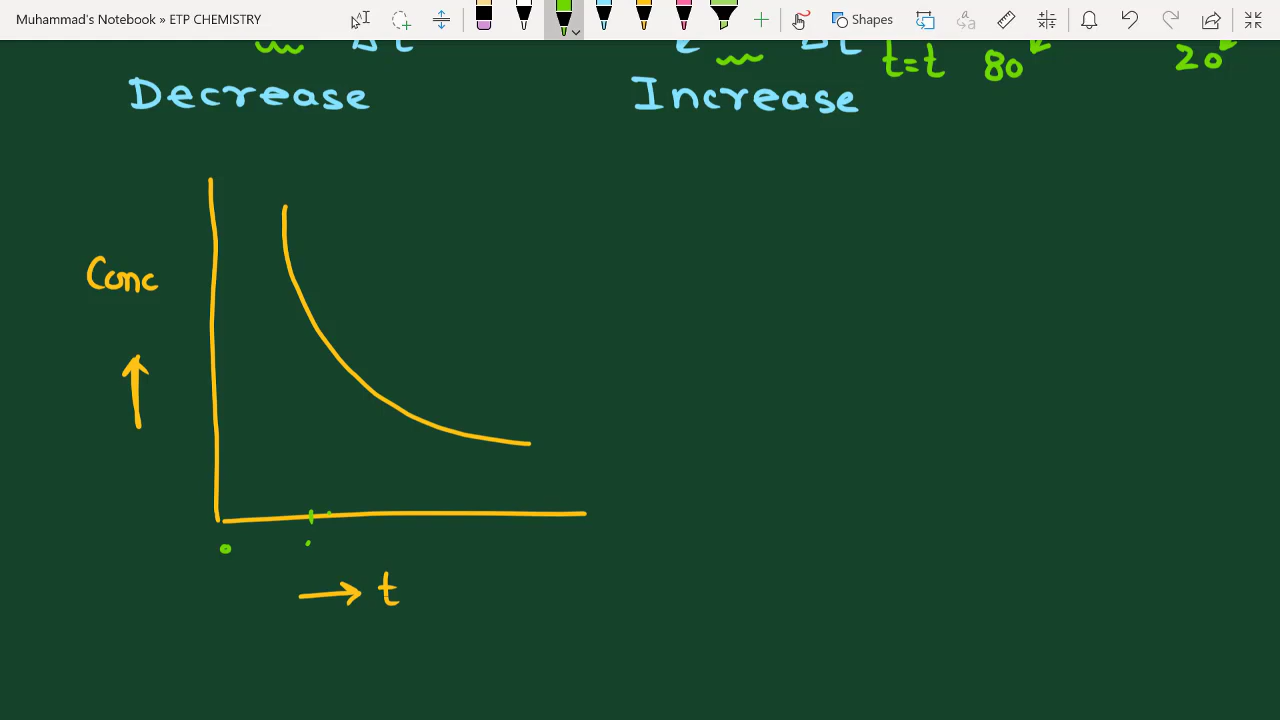 Muhammad's Notebook » ETP CHEMISTRY
Shapes
t=t 80 20
Decrease Increase
Conc
t